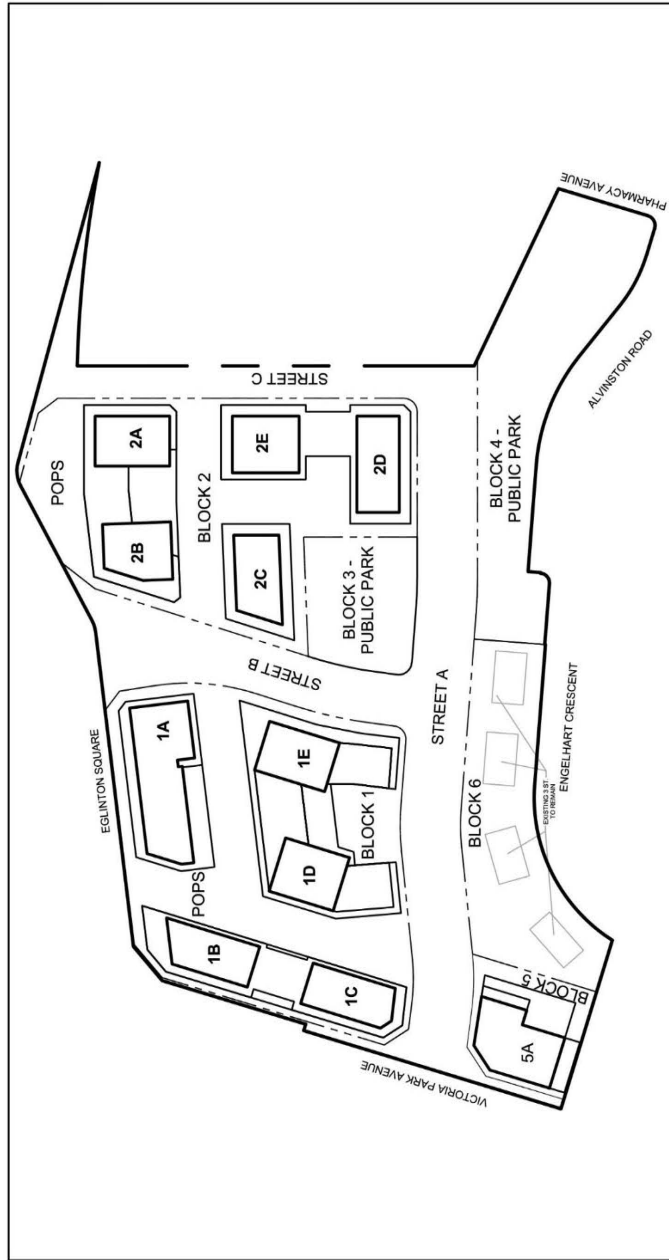 EGLINTON SQUARE
POPS
2A
2B
STREET C
BLOCK 2
2E
2D
2C
BLOCK 3 -
PUBLIC PARK
STREET B
1A
POPS
1B
1C
1D
1E
BLOCK 1
STREET A
VICTORIA PARK AVENUE
BLOCK 4 -
PUBLIC PARK
BLOCK 6
EXISTING 3 ST.
TO REMAIN
BLOCK 5
5A
ENGELHART CRESCENT
ALVINSTON ROAD
PHARMACY AVENUE